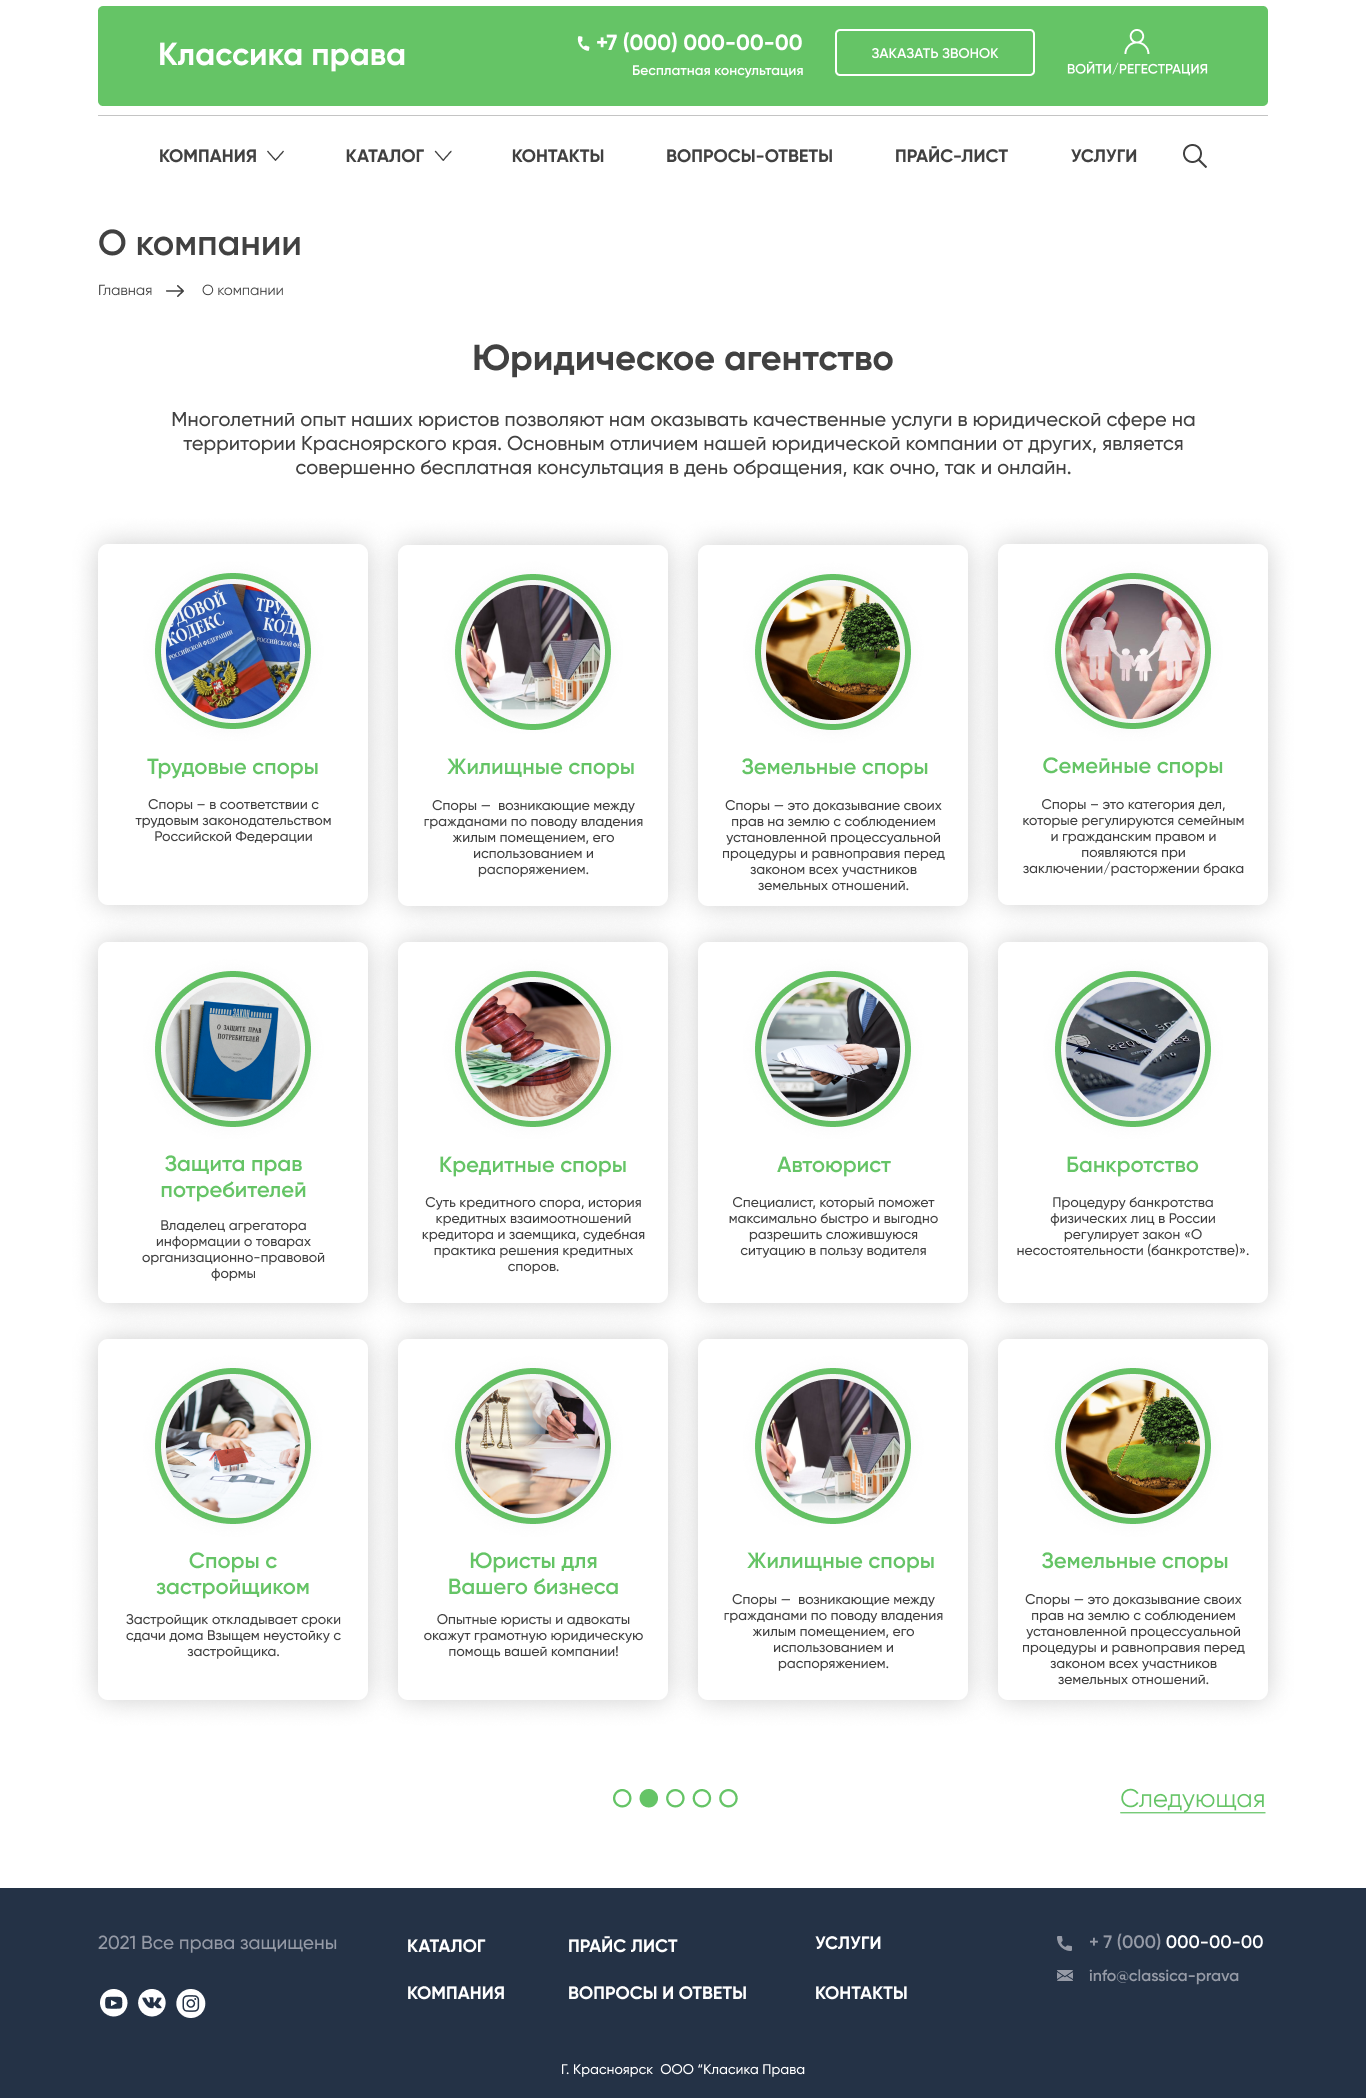 Классика права
+7 (000) 000-00-00
Бесплатная консультация
ЗАКАЗАТЬ ЗВОНОК
ВОЙТИ/РЕГЕСТРАЦИЯ
КОМПАНИЯ
КАТАЛОГ
КОНТАКТЫ
ВОПРОСЫ-ОТВЕТЫ
ПРАЙС-ЛИСТ
УСЛУГИ
О компании
Главная
О компании
Юридическое агентство
Многолетний опыт наших юристов позволяют нам оказывать качественные услуги в юридической сфере на
территории Красноярского края. Основным отличием нашей юридической компании от других, является
совершенно бесплатная консультация в день обращения, как очно, так и онлайн.
Трудовые споры
Споры – в соответствии с
трудовым законодательством
Российской Федерации
Жилищные споры
Споры —  возникающие между
гражданами по поводу владения
жилым помещением, его
использованием и
распоряжением.
Земельные споры
Споры — это доказывание своих
прав на землю с соблюдением
установленной процессуальной
процедуры и равноправия перед
законом всех участников
земельных отношений.
Семейные споры
Споры – это категория дел,
которые регулируются семейным
и гражданским правом и
появляются при
заключении/расторжении брака
ЗАКОН
О ЗАЩИТЕ ПРАВ
ПОТРЕБИТЕЛЕЙ
Защита прав
потребителей
Владелец агрегатора
информации о товарах
организационно-правовой
формы
Кредитные споры
Суть кредитного спора, история
кредитных взаимоотношений
кредитора и заемщика, судебная
практика решения кредитных
споров.
Автоюрист
Специалист, который поможет
максимально быстро и выгодно
разрешить сложившуюся
ситуацию в пользу водителя
Банкротство
Процедуру банкротства
физических лиц в России
регулирует закон «О
несостоятельности (банкротстве)».
Споры с
застройщиком
Застройщик откладывает сроки
сдачи дома Взыщем неустойку с
застройщика.
Юристы для
Вашего бизнеса
Опытные юристы и адвокаты
окажут грамотную юридическую
помощь вашей компании!
Жилищные споры
Споры —  возникающие между
гражданами по поводу владения
жилым помещением, его
использованием и
распоряжением.
Земельные споры
Споры — это доказывание своих
прав на землю с соблюдением
установленной процессуальной
процедуры и равноправия перед
законом всех участников
земельных отношений.
Следующая
2021 Все права защищены
КАТАЛОГ
ПРАЙС ЛИСТ
УСЛУГИ
+ 7 (000) 000-00-00
info@classica-prava
КОМПАНИЯ
ВОПРОСЫ И ОТВЕТЫ
КОНТАКТЫ
Г. Красноярск  ООО “Класика Права